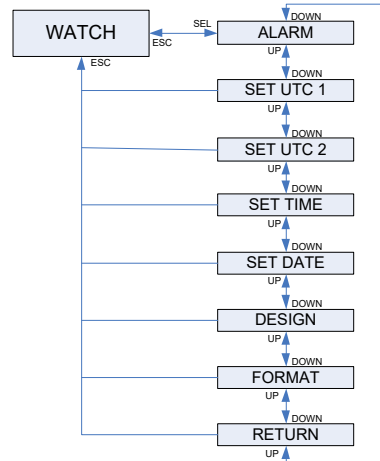 DOWN
WATCH
SEL
ESC
ALARM
ESC
UP
DOWN
SET UTC 1
UP
DOWN
SET UTC 2
UP
DOWN
SET TIME
UP
DOWN
SET DATE
UP
DOWN
DESIGN
UP
DOWN
FORMAT
UP
DOWN
RETURN
UP